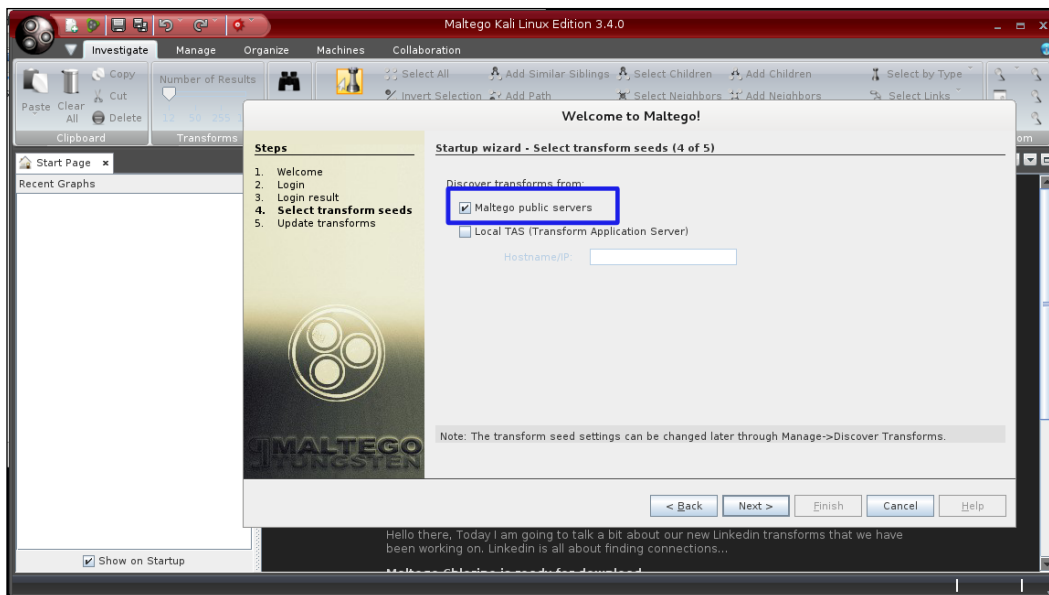 Maltego Kali Linux Edition 3.4.0
Investigate Manage Organize Machines Collaboration
Copy Number of Results Select All Add Similar Siblings Select Children Add Children Select by Type
Cut Invert Selection Add Path Select Neighbors Add Neighbors Select Links
Paste Clear All Delete 12 50 255
Clipboard Transforms
Start Page
Recent Graphs
Show on Startup
Welcome to Maltego!
Steps
1. Welcome
2. Login
3. Login result
4. Select transform seeds
5. Update transforms
MALTEGO
TUNGSTEN
Startup wizard - Select transform seeds (4 of 5)
Discover transforms from:
Maltego public servers
Local TAS (Transform Application Server)
Hostname/IP:
Note: The transform seed settings can be changed later through Manage->Discover Transforms.
< Back Next > Finish Cancel Help
Hello there, Today I am going to talk a bit about our new Linkedin transforms that we have
been working on. Linkedin is all about finding connections...